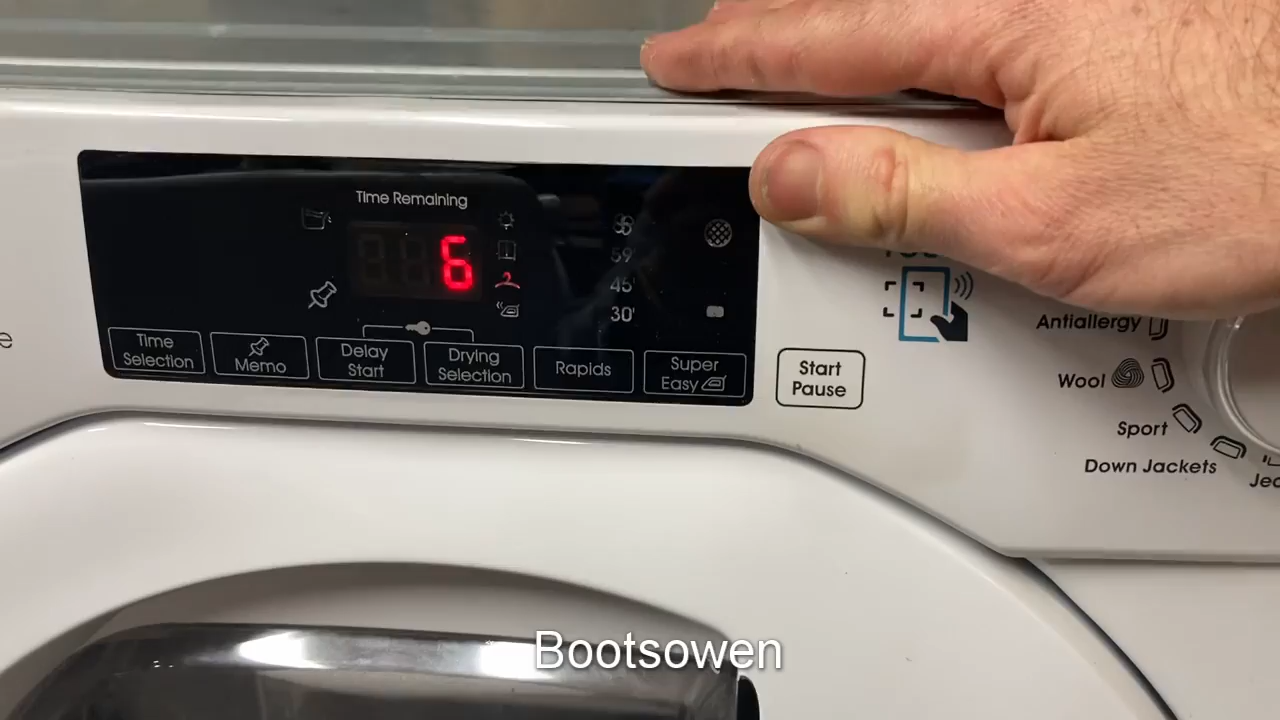 Time Remaining
6
59'
45'
30'
Time
Selection
Memo
Delay
Start
Drying
Selection
Rapids
Super
Easy
Start
Pause
Antiallergy
Wool
Sport
Down Jackets
Bootsowen